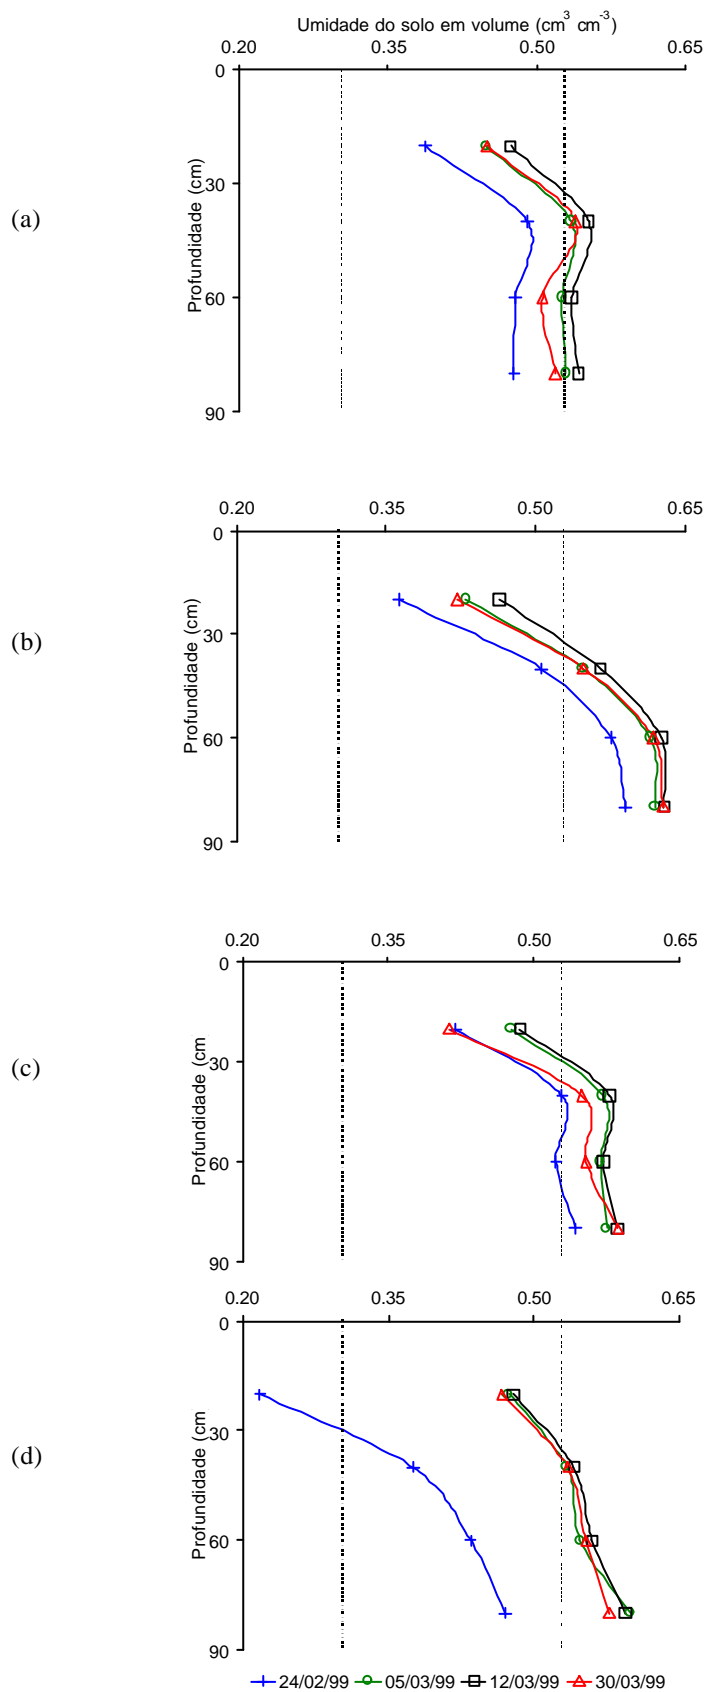 Umidade do solo em volume (cm3 cm-3)
0.20 0.35 0.50 0.65
0
30
60
90
Profundidade (cm)
(a)
0.20 0.35 0.50 0.65
0
30
60
90
Profundidade (cm)
(b)
0.20 0.35 0.50 0.65
0
30
60
90
Profundidade (cm
(c)
0.20 0.35 0.50 0.65
0
30
60
90
Profundidade (cm
(d)
24/02/99 05/03/99 12/03/99 30/03/99